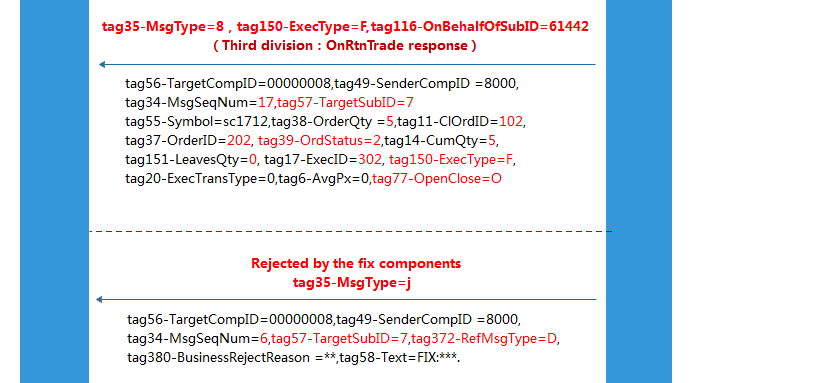 tag35-MsgType=8，tag150-ExecType=F,tag116-OnBehalfOfSubID=61442
（Third division：OnRtnTrade response）
tag56-TargetCompID=00000008,tag49-SenderCompID =8000,
tag34-MsgSeqNum=17,tag57-TargetSubID=7
tag55-Symbol=sc1712,tag38-OrderQty =5,tag11-ClOrdID=102,
tag37-OrderID=202, tag39-OrdStatus=2,tag14-CumQty=5,
tag151-LeavesQty=0, tag17-ExecID=302, tag150-ExecType=F,
tag20-ExecTransType=0,tag6-AvgPx=0,tag77-OpenClose=O
Rejected by the fix components
tag35-MsgType=j
tag56-TargetCompID=00000008,tag49-SenderCompID =8000,
tag34-MsgSeqNum=6,tag57-TargetSubID=7,tag372-RefMsgType=D,
tag380-BusinessRejectReason =**,tag58-Text=FIX:***.